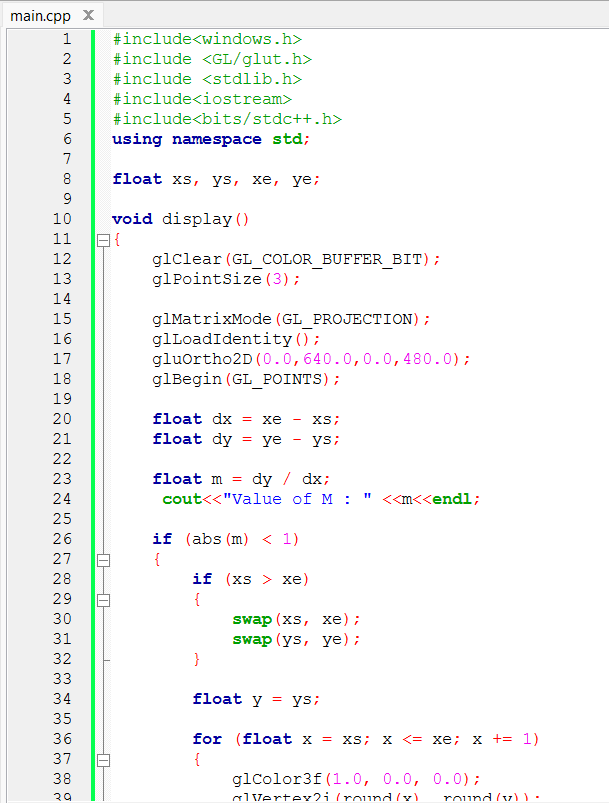 main.cpp X
1 #include<windows.h>
2 #include <GL/glut.h>
3 #include <stdlib.h>
4 #include<iostream>
5 #include<bits/stdc++.h>
6 using namespace std;
7
8 float xs, ys, xe, ye;
9
10 void display()
11 {
12 glClear(GL_COLOR_BUFFER_BIT);
13 glPointSize(3);
14
15 glMatrixMode(GL_PROJECTION);
16 glLoadIdentity();
17 gluOrtho2D(0.0,640.0,0.0,480.0);
18 glBegin(GL_POINTS);
19
20 float dx = xe - xs;
21 float dy = ye - ys;
22
23 float m = dy / dx;
24 cout<<"Value of M : " <<m<<endl;
25
26 if (abs(m) < 1)
27 {
28 if (xs > xe)
29 {
30 swap(xs, xe);
31 swap(ys, ye);
32 }
33
34 float y = ys;
35
36 for (float x = xs; x <= xe; x += 1)
37 {
38 glColor3f(1.0, 0.0, 0.0);
39 glVertex2i(round(x), round(y));